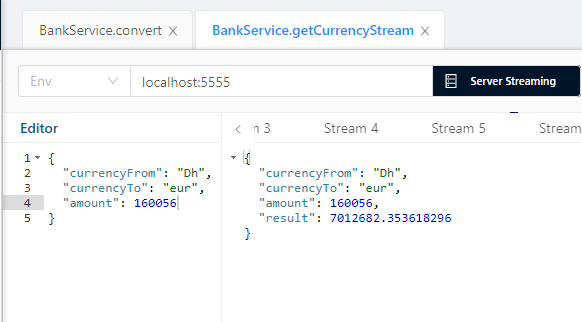 BankService.convert × BankService.getCurrencyStream ×
Env localhost:5555 Server Streaming
Editor
m 3 Stream 4 Stream 5 Stream
1 {
2 "currencyFrom": "Dh",
3 "currencyTo": "eur",
4 "amount": 160056
5 }
{
"currencyFrom": "Dh",
"currencyTo": "eur",
"amount": 160056,
"result": 7012682.353618296
}